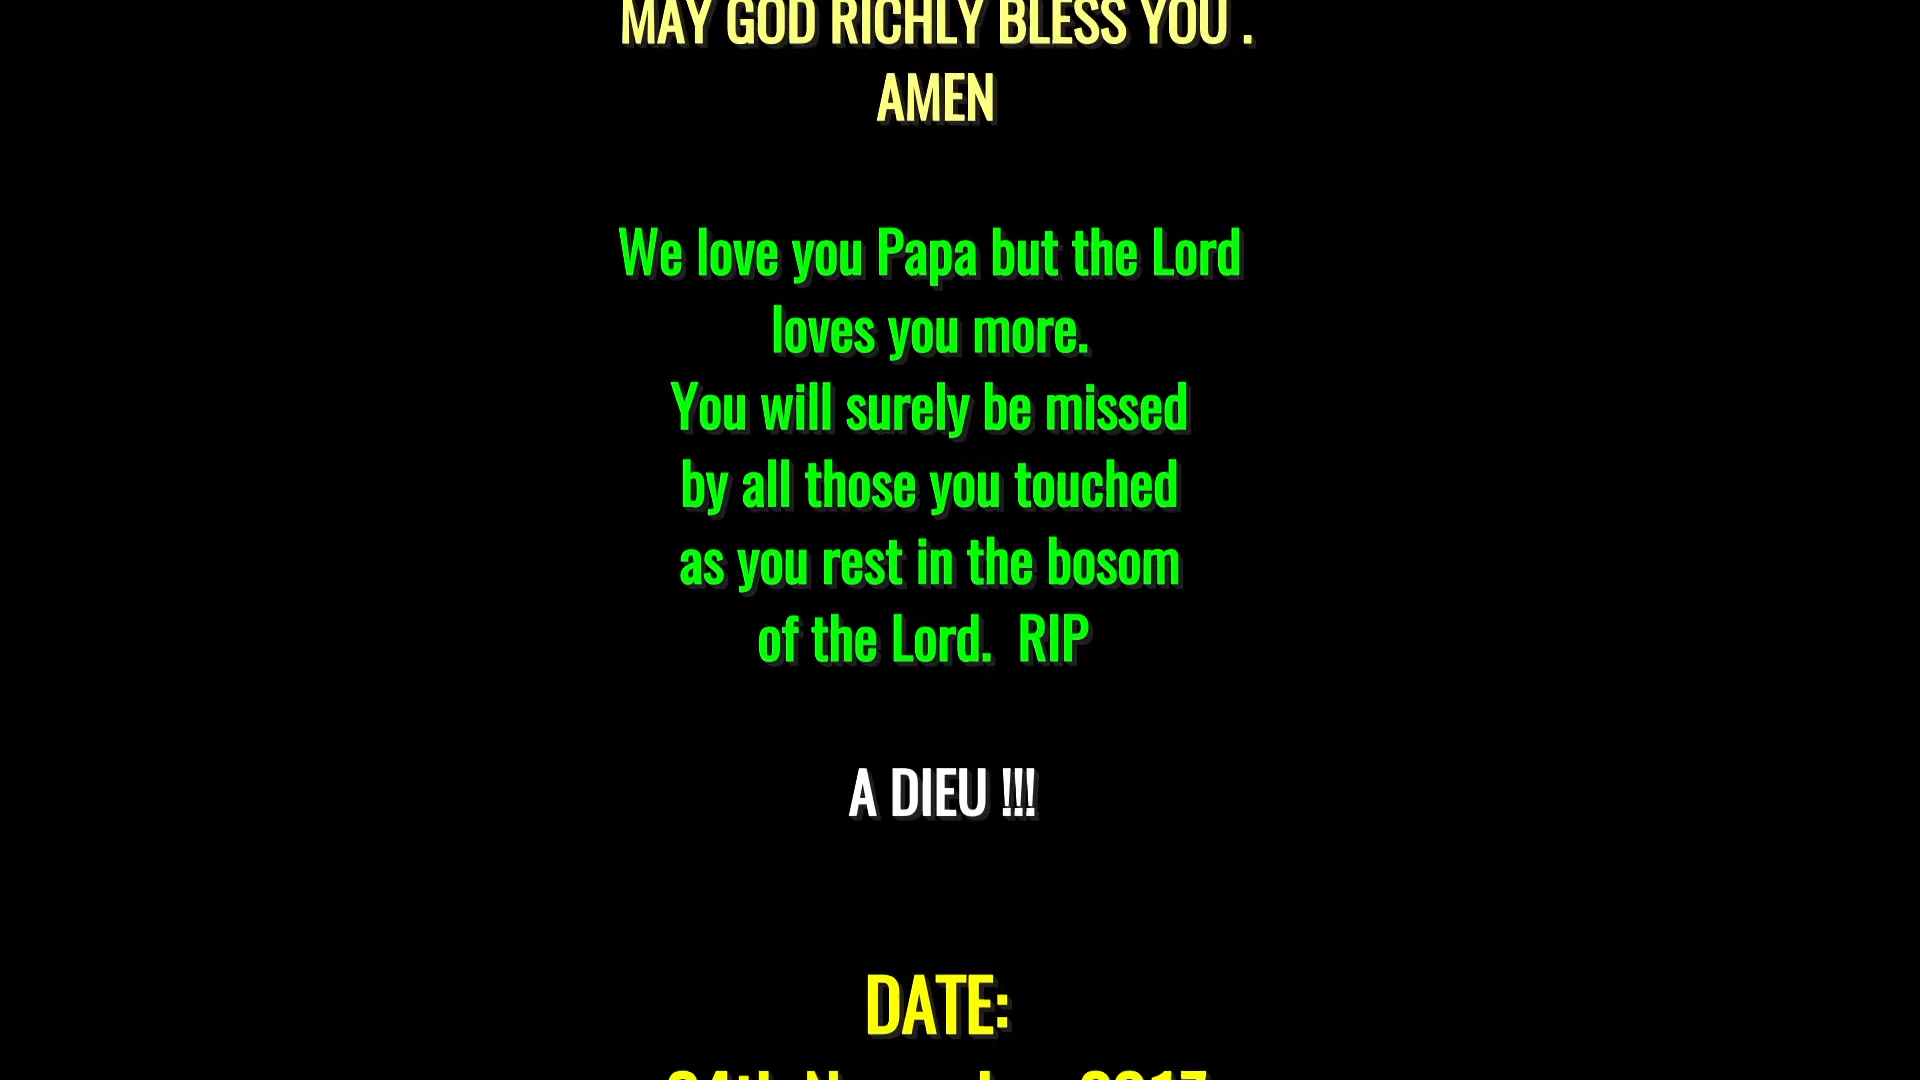 MAY GOD RICHLY BLESS YOU .
AMEN
We love you Papa but the Lord
loves you more.
You will surely be missed
by all those you touched
as you rest in the bosom
of the Lord.  RIP
A DIEU !!!
DATE: